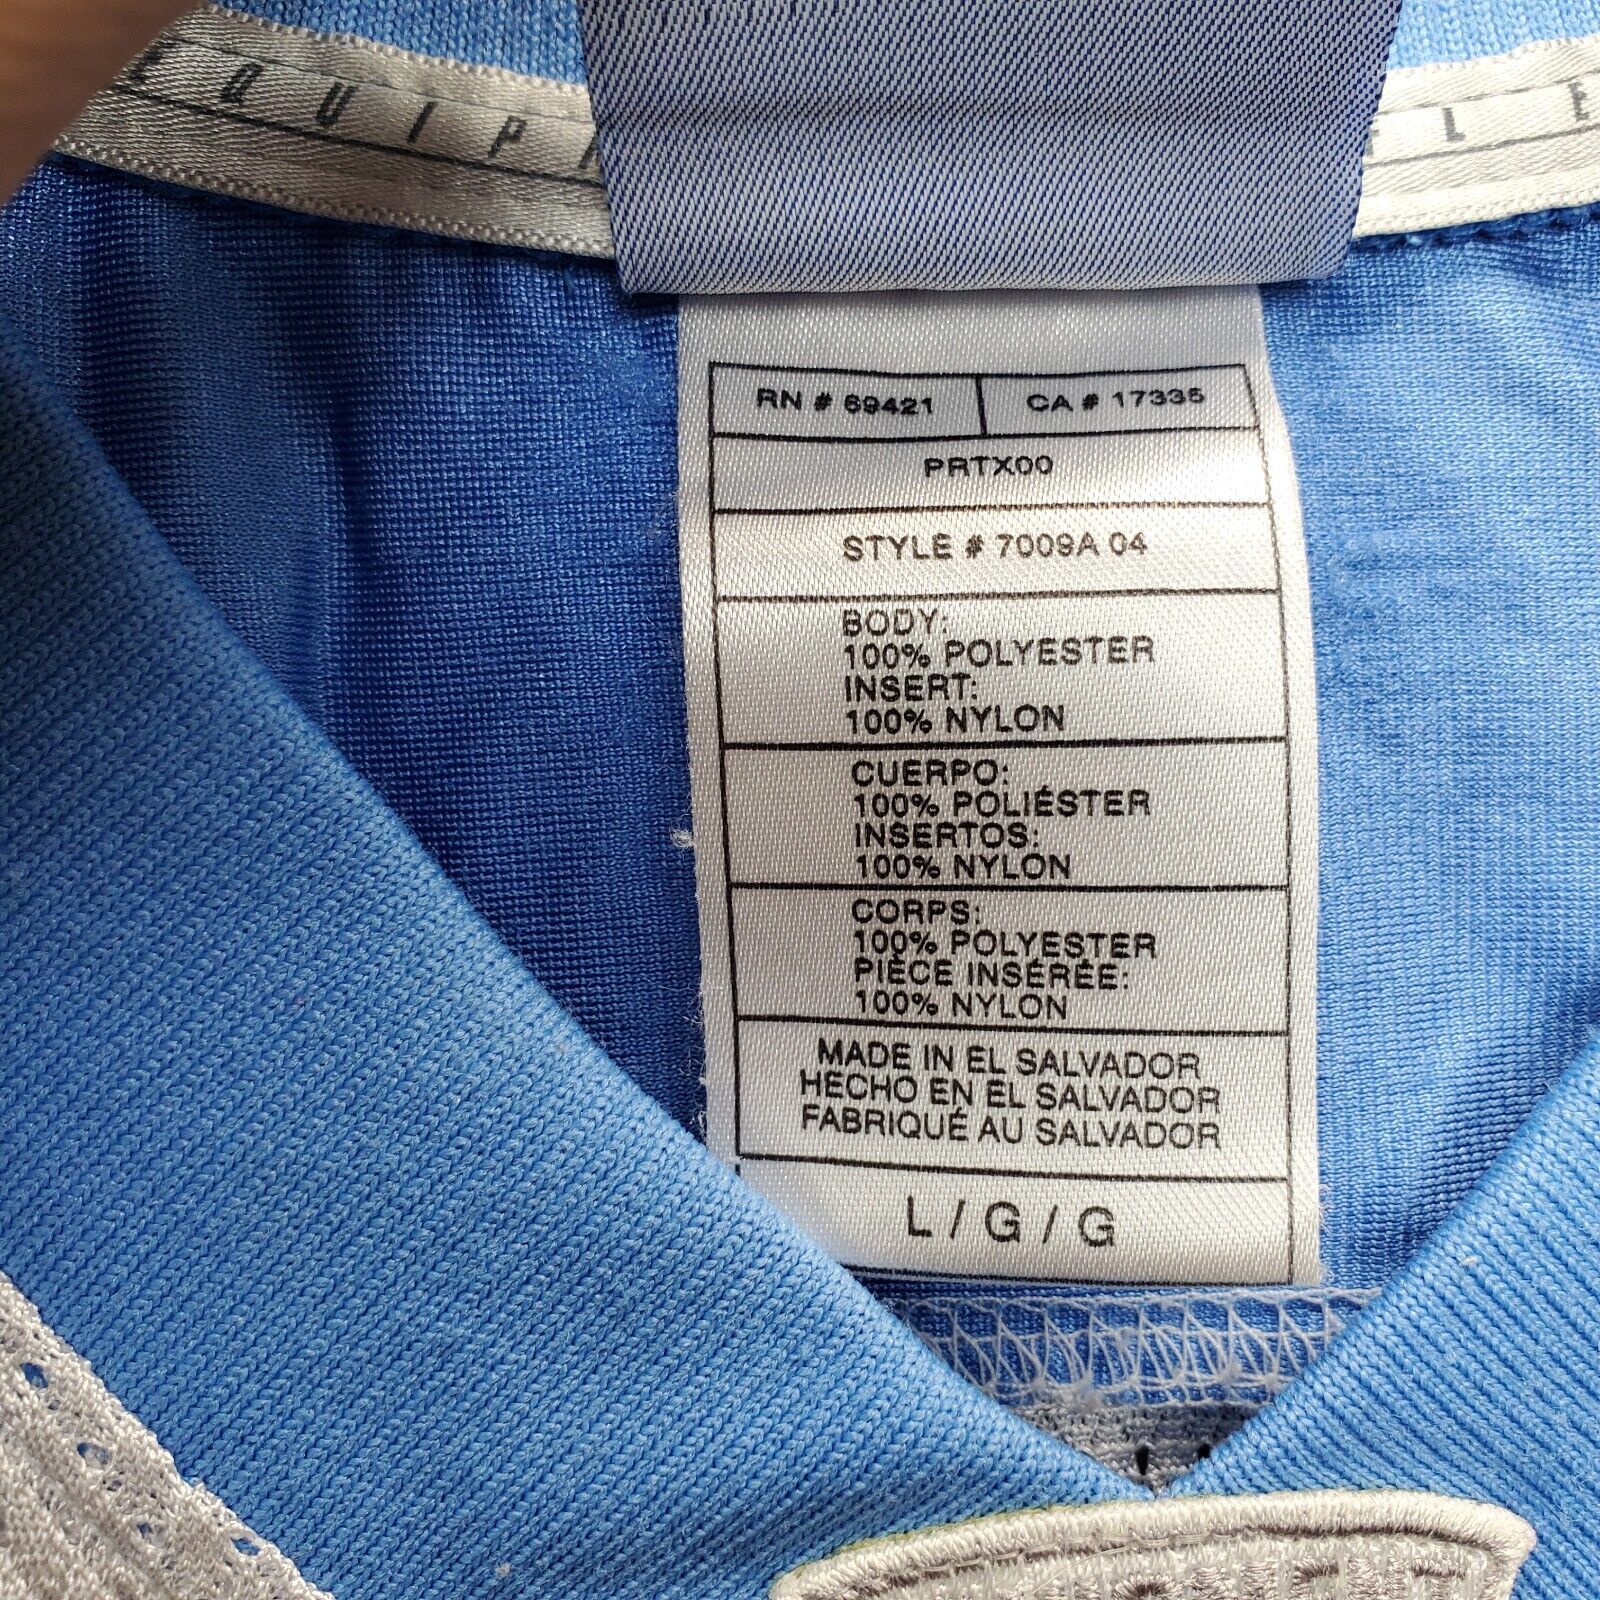 RN # 69421 CA # 17335
PRTX00
STYLE # 7009A 04
BODY:
100% POLYESTER
INSERT:
100% NYLON
CUERPO:
100% POLIÉSTER
INSERTOS:
100% NYLON
CORPS:
100% POLYESTER
PIÈCE INSÉRÉE:
100% NYLON
MADE IN EL SALVADOR
HECHO EN EL SALVADOR
FABRIQUÉ AU SALVADOR
L / G / G